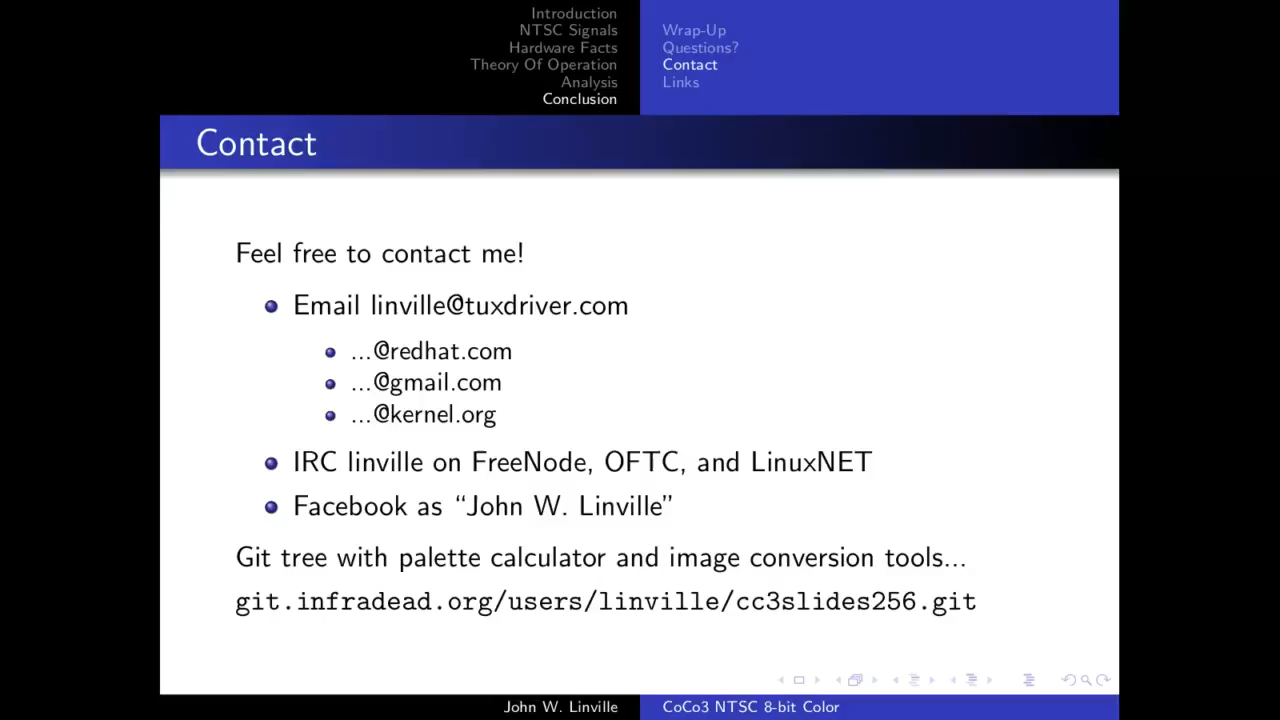 Introduction
NTSC Signals
Hardware Facts
Theory Of Operation
Analysis
Conclusion
Wrap-Up
Questions?
Contact
Links
Contact
Feel free to contact me!
Email linville@tuxdriver.com
...@redhat.com
...@gmail.com
...@kernel.org
IRC linville on FreeNode, OFTC, and LinuxNET
Facebook as “John W. Linville”
Git tree with palette calculator and image conversion tools...
git.infradead.org/users/linville/cc3slides256.git
John W. Linville
CoCo3 NTSC 8-bit Color